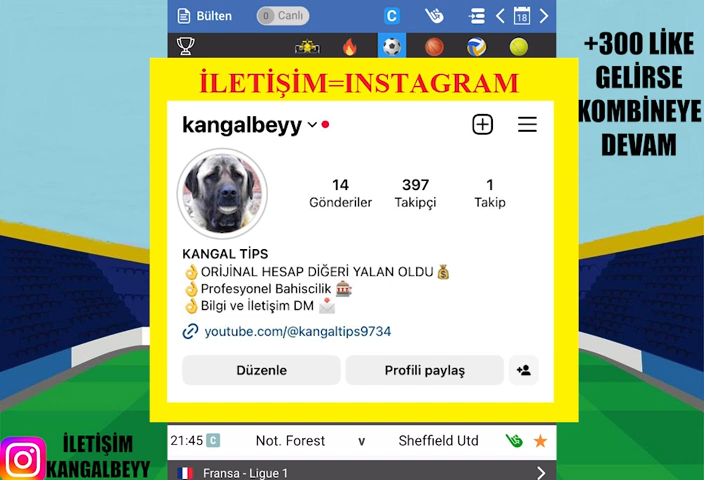 Bülten
0 Canlı
C
18
İLETİŞİM=INSTAGRAM
+300 LİKE
GELİRSE
KOMBİNEYE
DEVAM
kangalbeyy
14
397
1
Gönderiler
Takipçi
Takip
KANGAL TİPS
👌ORİJİNAL HESAP DİĞERİ YALAN OLDU💰
👌Profesyonel Bahiscilik 🎰
👌Bilgi ve İletişim DM 📩
youtube.com/@kangaltips9734
Düzenle
Profili paylaş
21:45 C Not. Forest v Sheffield Utd
Fransa - Ligue 1
İLETİŞİM
KANGALBEYY